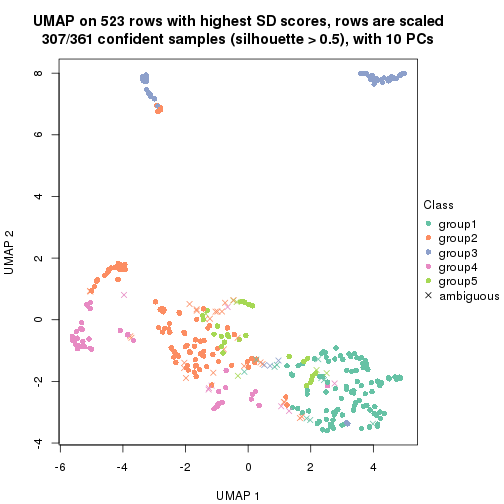 UMAP on 523 rows with highest SD scores, rows are scaled
307/361 confident samples (silhouette > 0.5), with 10 PCs
8
6
4
2
0
-2
-4
UMAP 2
-6
-4
-2
0
2
4
UMAP 1
Class
group1
group2
group3
group4
group5
ambiguous